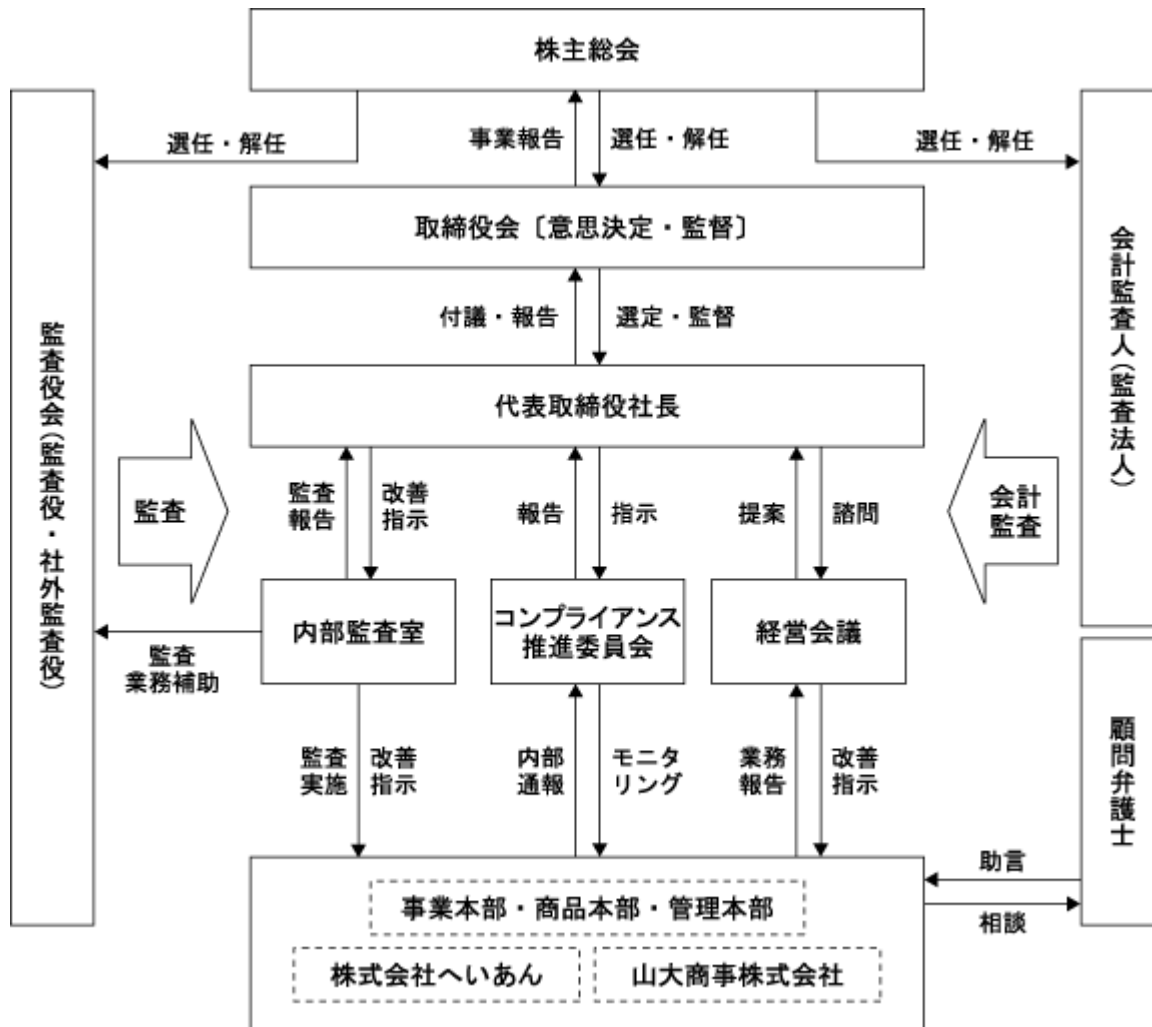 株主総会
選任・解任
事業報告
選任・解任
選任・解任
取締役会〔意思決定・監督〕
付議・報告
選定・監督
代表取締役社長
監査役会(監査役・社外監査役)
会計監査人(監査法人)
監査
会計
監査
監査
報告
改善
指示
報告
指示
提案
諮問
内部監査室
コンプライアンス
推進委員会
経営会議
監査
業務補助
顧問弁護士
監査
実施
改善
指示
内部
通報
モニタ
リング
業務
報告
改善
指示
助言
相談
事業本部・商品本部・管理本部
株式会社へいあん
山大商事株式会社